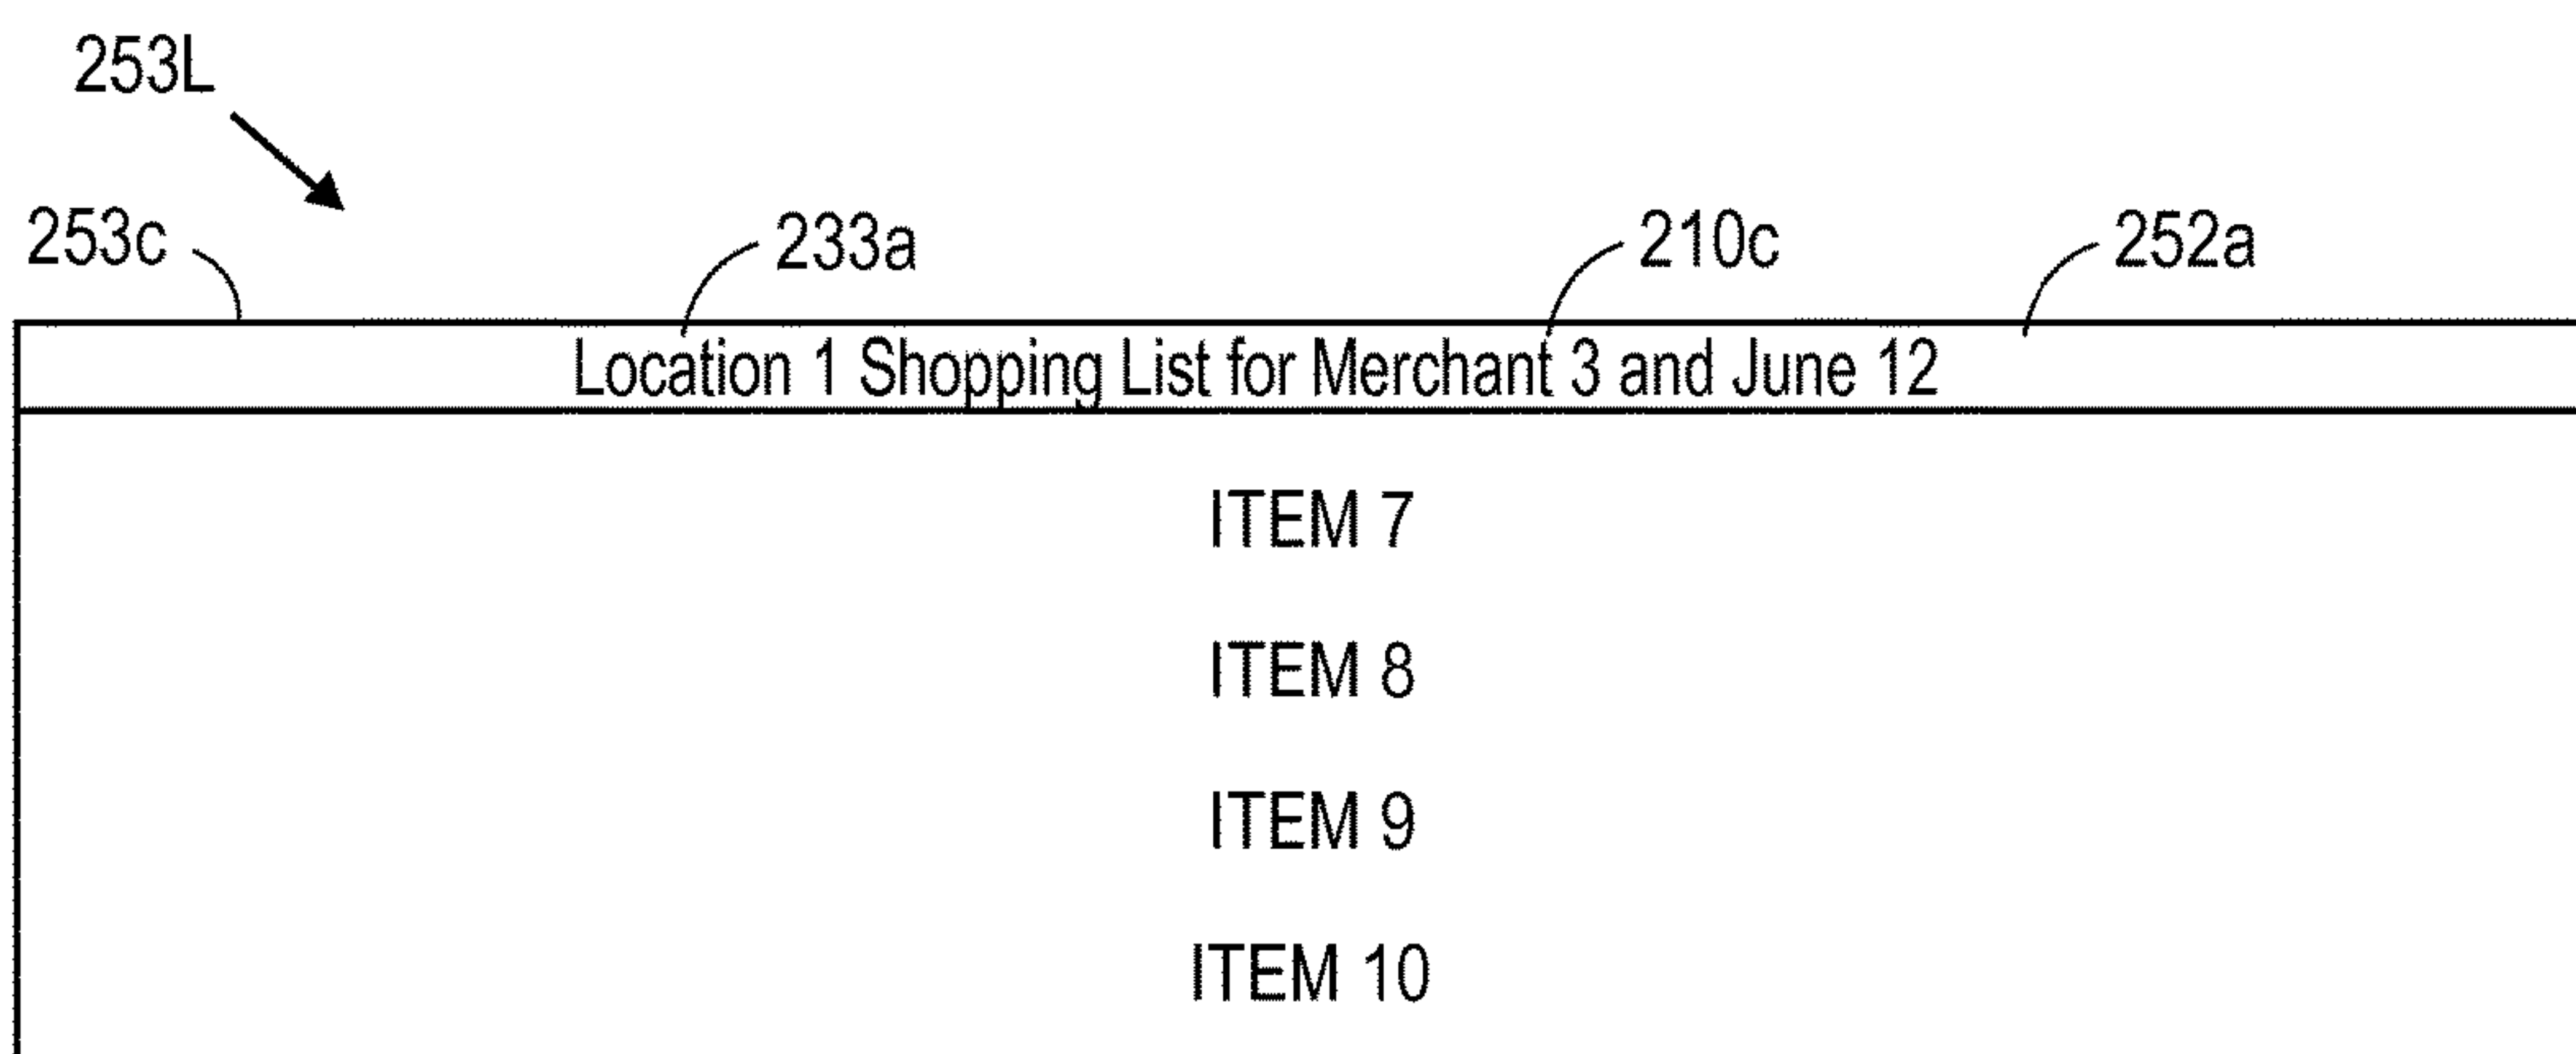 253L
253c 233a 210c 252a
Location 1 Shopping List for Merchant 3 and June 12
ITEM 7
ITEM 8
ITEM 9
ITEM 10